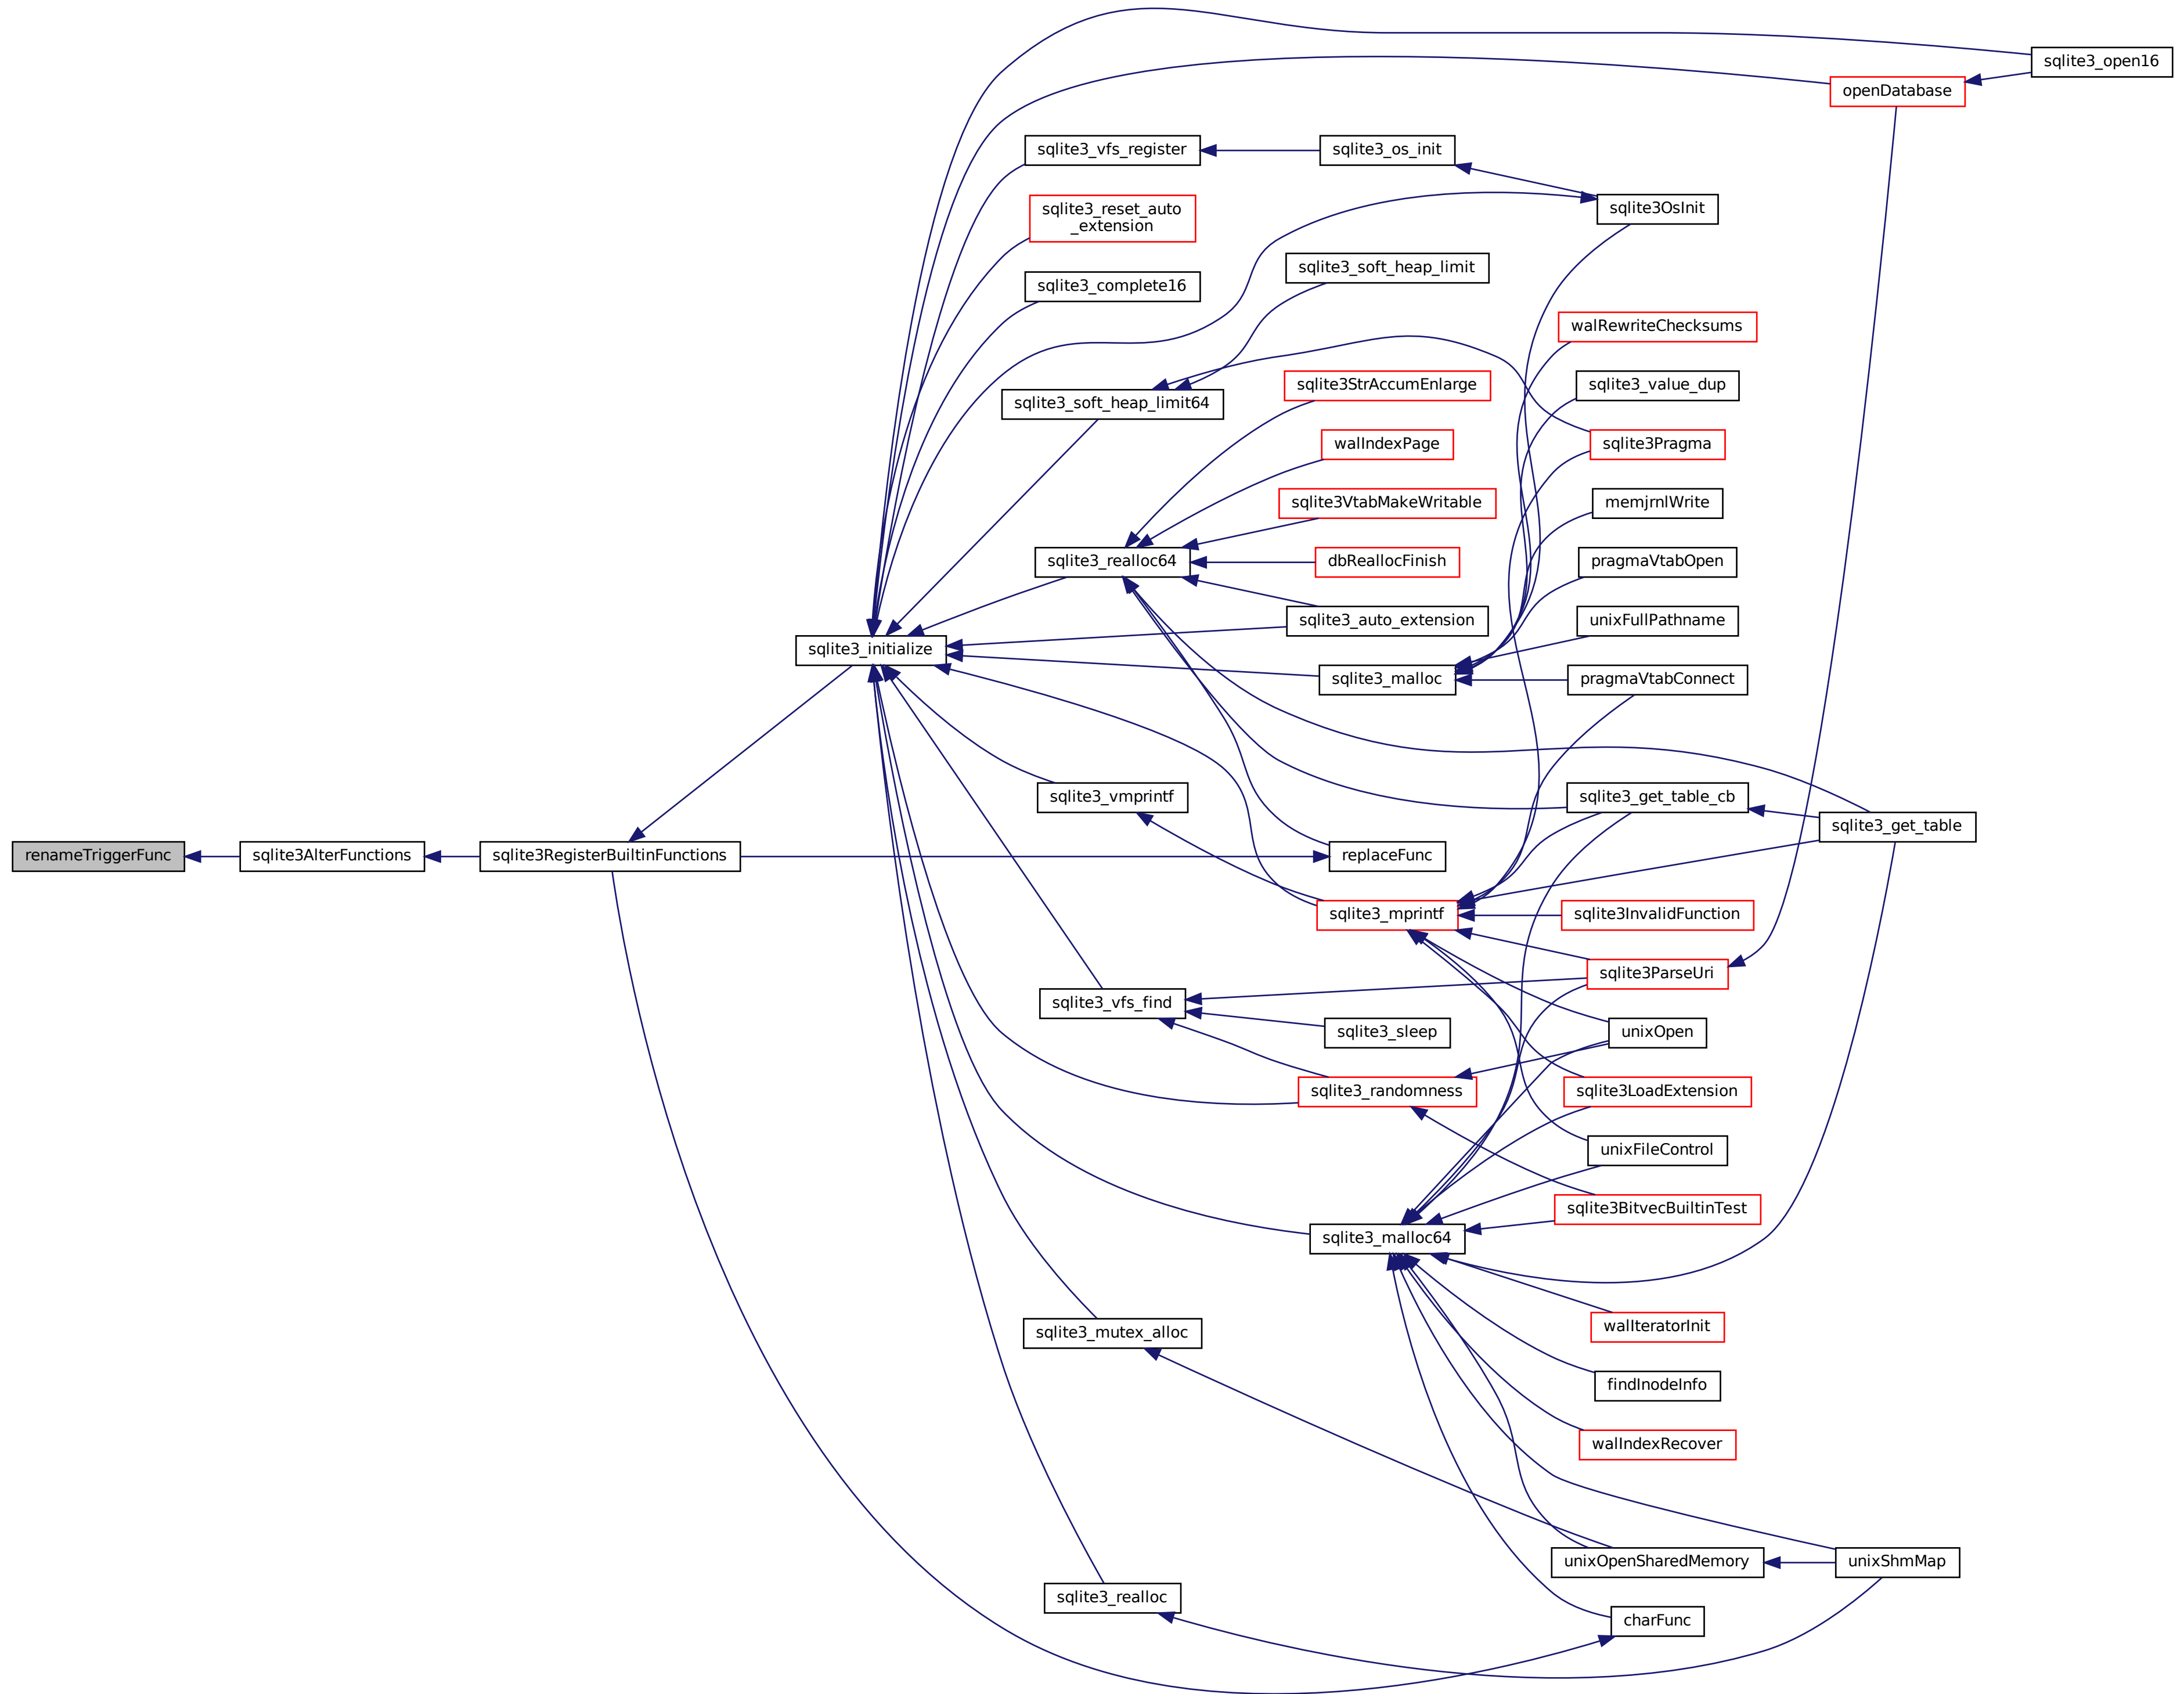 sqlite3_open16
openDatabase
sqlite3_vfs_register
sqlite3_os_init
sqlite3_reset_auto
_extension
sqlite3OsInit
sqlite3_complete16
sqlite3_soft_heap_limit
walRewriteChecksums
sqlite3_soft_heap_limit64
sqlite3StrAccumEnlarge
sqlite3_value_dup
walIndexPage
sqlite3Pragma
sqlite3VtabMakeWritable
memjrnlWrite
sqlite3_realloc64
dbReallocFinish
pragmaVtabOpen
sqlite3_auto_extension
unixFullPathname
sqlite3_initialize
sqlite3_malloc
pragmaVtabConnect
sqlite3_vmprintf
sqlite3_get_table_cb
sqlite3_get_table
renameTriggerFunc
sqlite3AlterFunctions
sqlite3RegisterBuiltinFunctions
replaceFunc
sqlite3_mprintf
sqlite3InvalidFunction
sqlite3ParseUri
sqlite3_vfs_find
sqlite3_sleep
unixOpen
sqlite3_randomness
sqlite3LoadExtension
unixFileControl
sqlite3BitvecBuiltinTest
sqlite3_malloc64
walIteratorInit
sqlite3_mutex_alloc
findInodeInfo
walIndexRecover
unixOpenSharedMemory
unixShmMap
sqlite3_realloc
charFunc